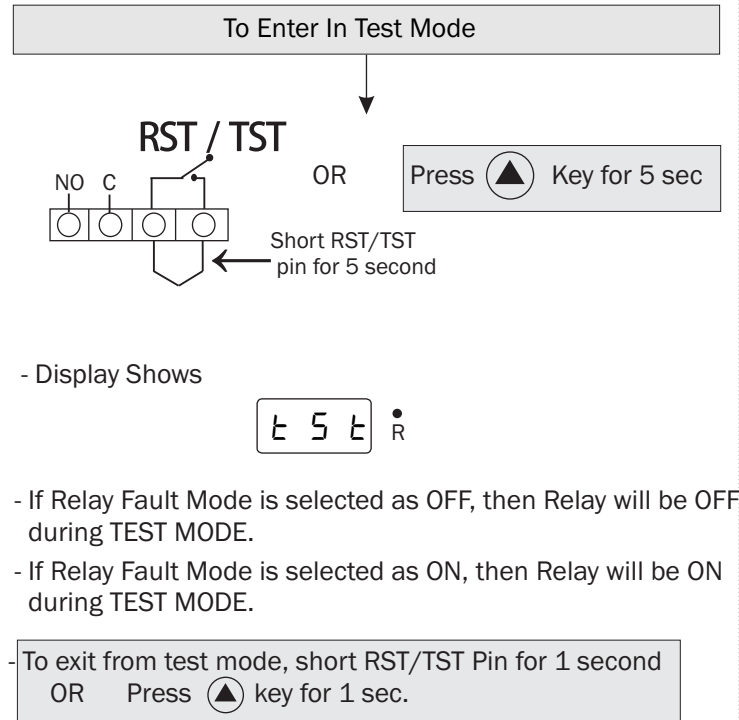 To Enter In Test Mode
RST / TST
NO C
OR
Press ▲ Key for 5 sec
Short RST/TST
pin for 5 second
- Display Shows
t S t R
- If Relay Fault Mode is selected as OFF, then Relay will be OFF
during TEST MODE.
- If Relay Fault Mode is selected as ON, then Relay will be ON
during TEST MODE.
- To exit from test mode, short RST/TST Pin for 1 second
OR Press ▲ key for 1 sec.